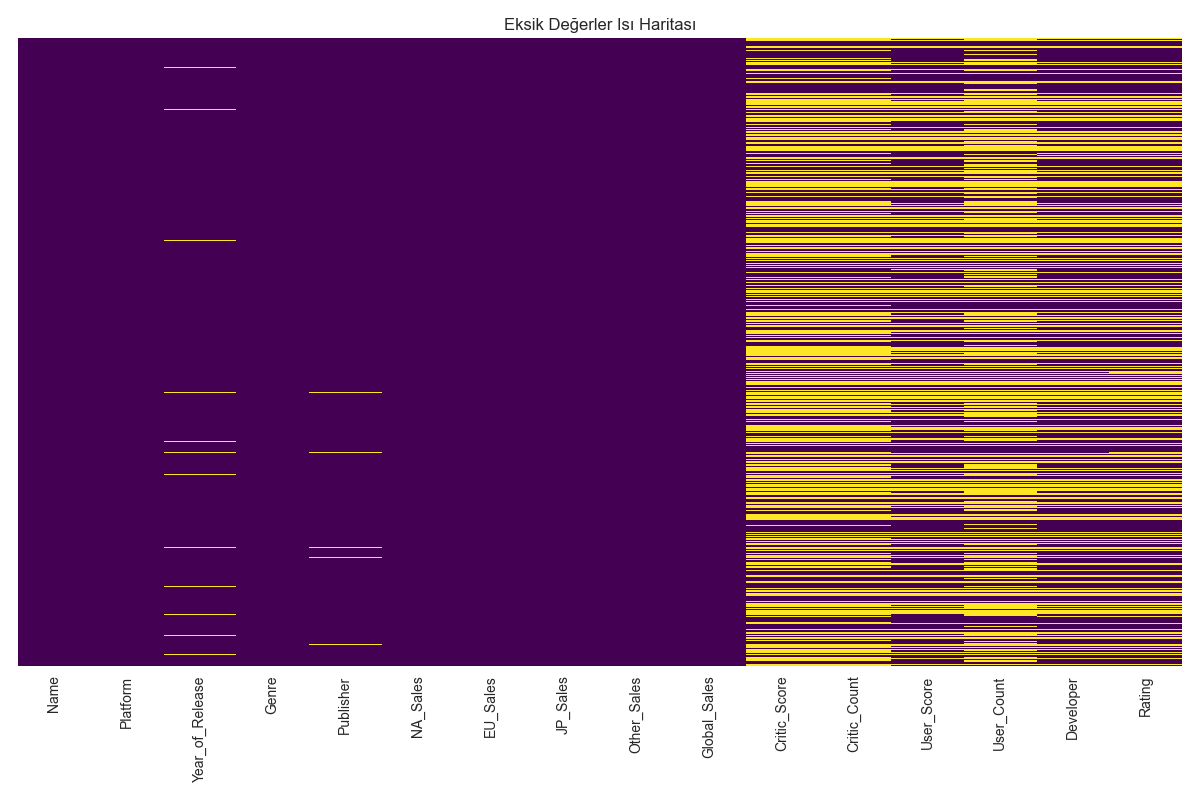 Eksik Değerler Isı Haritası
Name
Platform
Year_of_Release
Genre
Publisher
NA_Sales
EU_Sales
JP_Sales
Other_Sales
Global_Sales
Critic_Score
Critic_Count
User_Score
User_Count
Developer
Rating